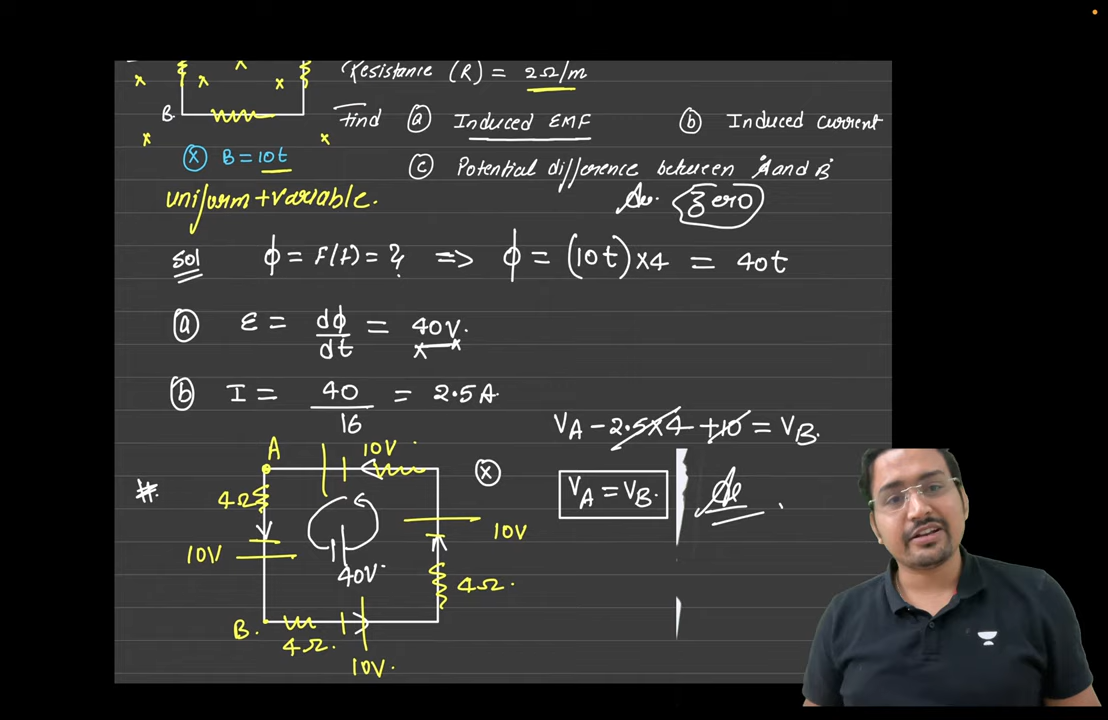 Resistance (R) = 2Ω/m
B.
Find (a) Induced EMF (b) Induced current
(X) B = 10t
(c) Potential difference between A and B
uniform + variable.
Zero
Sol φ = F(t) = ? => φ = (10t) × 4 = 40t
(a) ε = dφ/dt = 40V.
(b) I = 40/16 = 2.5A
VA - 2.5×4 + 10 = VB.
A 10V
#. (X)
VA = VB.
4Ω
10V
10V
40V.
4Ω.
B.
4Ω.
10V.